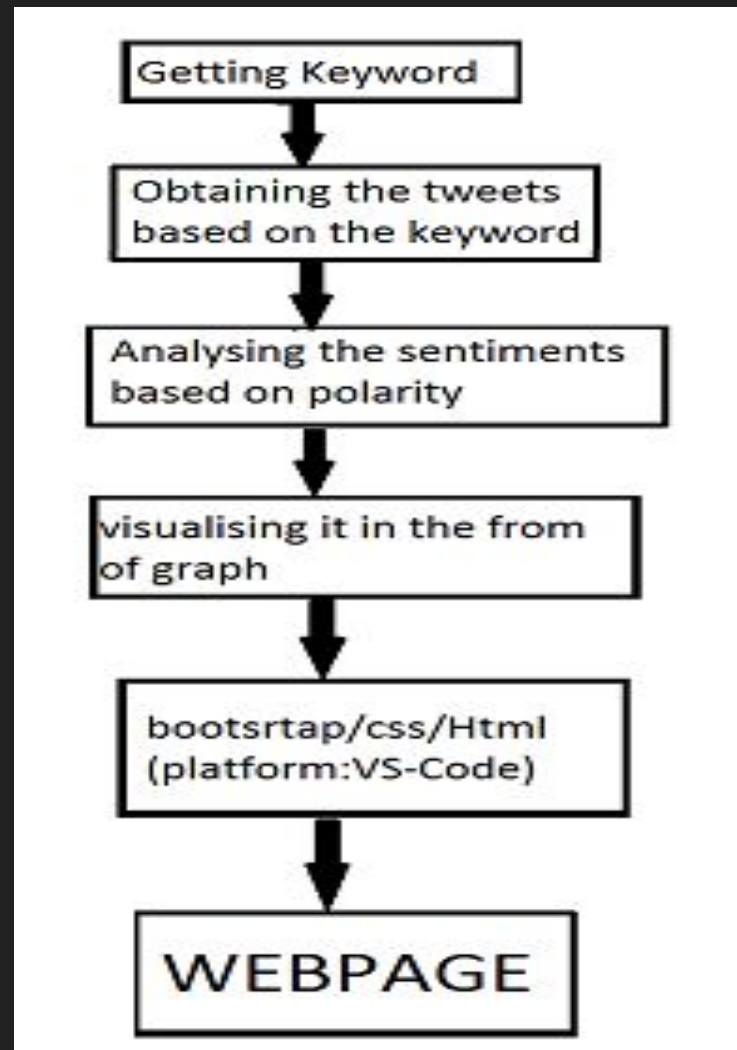 Getting Keyword
Obtaining the tweets
based on the keyword
Analysing the sentiments
based on polarity
visualising it in the from
of graph
bootsrtap/css/Html
(platform:VS-Code)
WEBPAGE